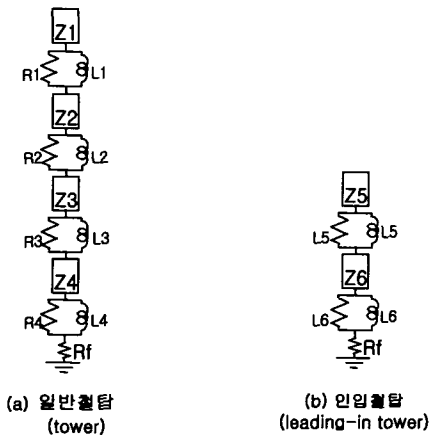 Z1
R1 L1
Z2
R2 L2
Z3 Z5
R3 L3 L5 L5
Z4 Z6
R4 L4 L6 L6
Rf Rf
(a) 일반철탑 (b) 인입철탑
(tower) (leading-in tower)